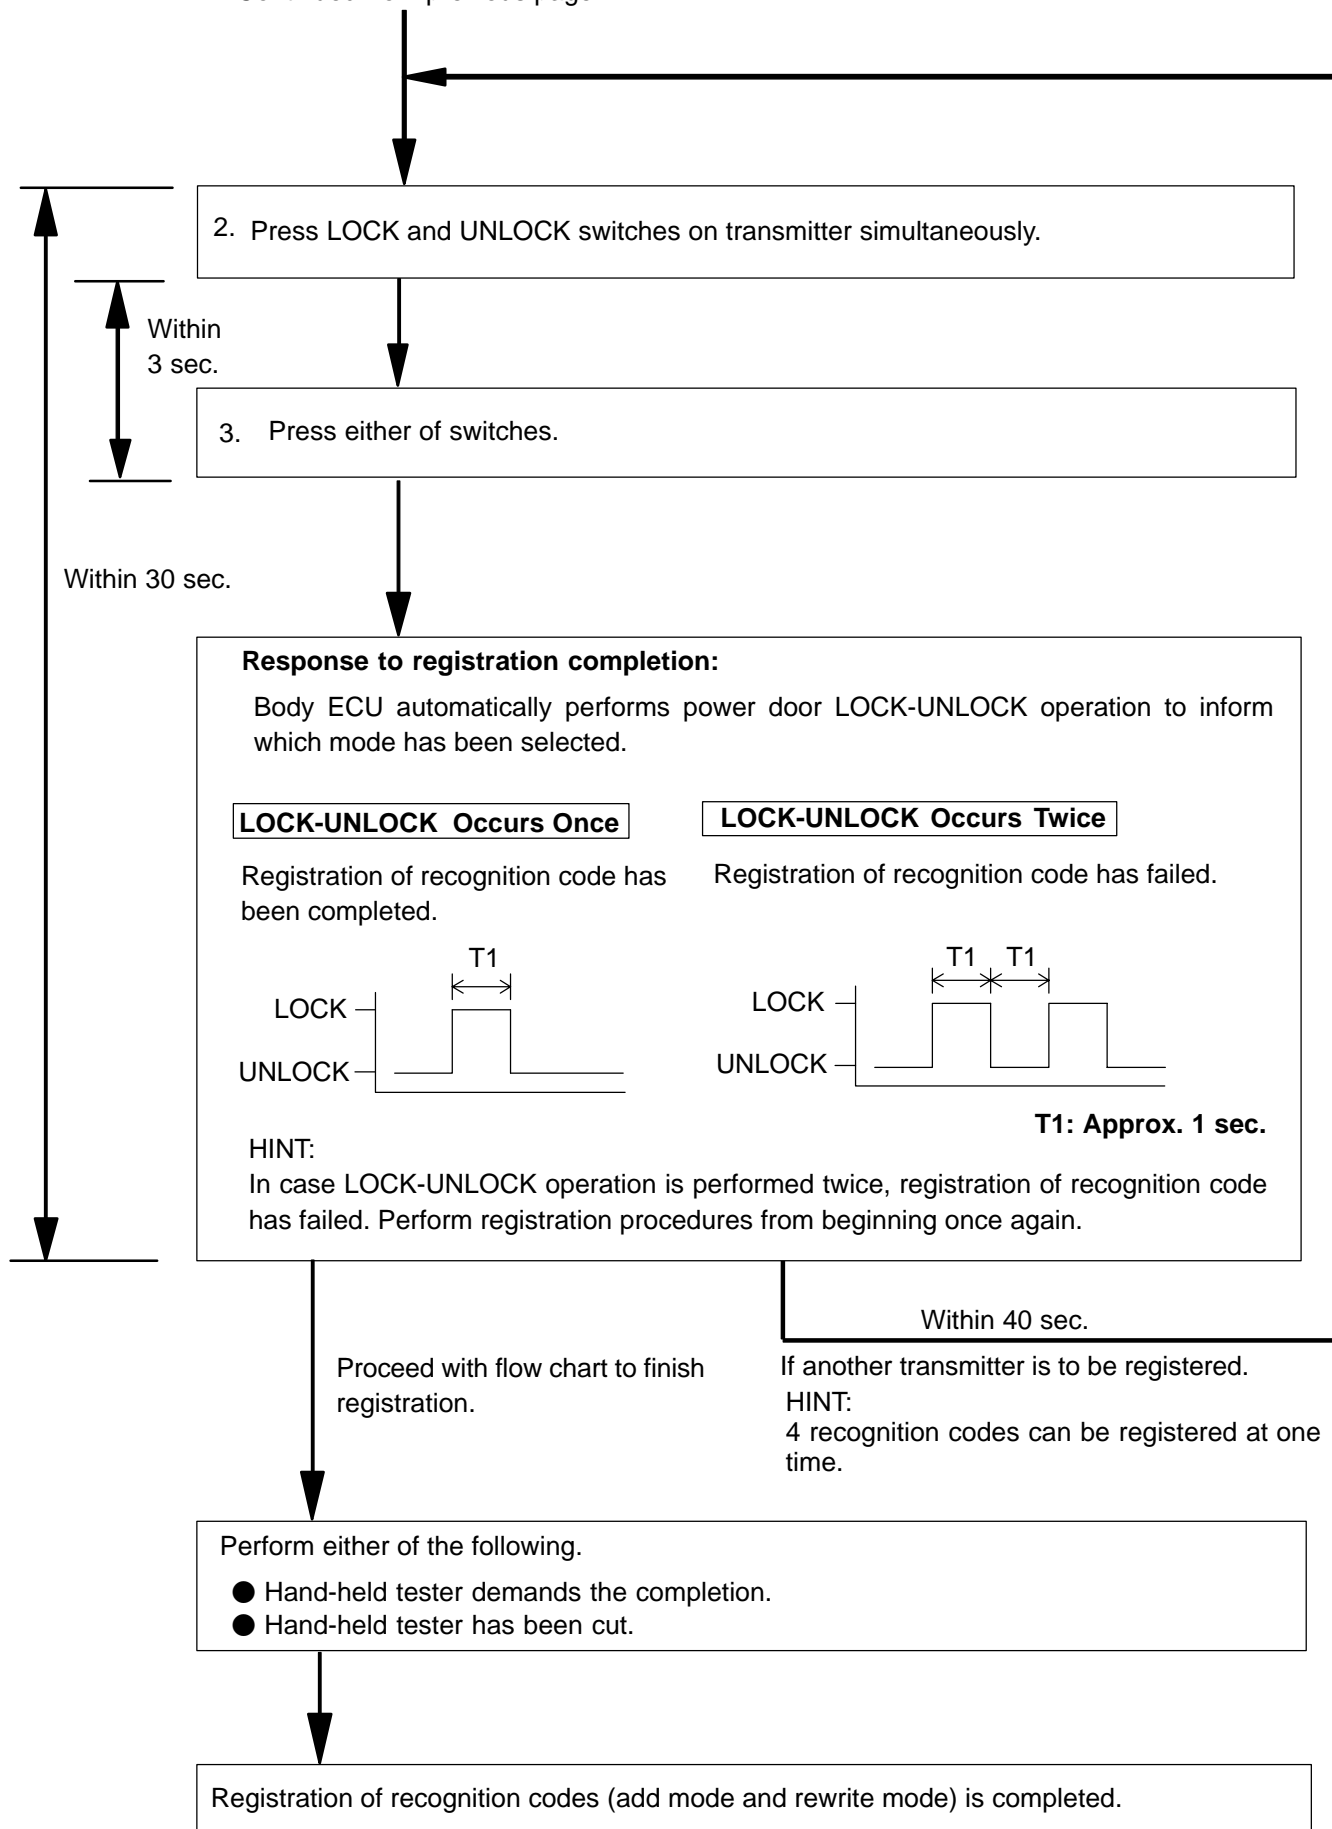 2. Press LOCK and UNLOCK switches on transmitter simultaneously.
Within
3 sec.
3. Press either of switches.
Within 30 sec.
Response to registration completion:
Body ECU automatically performs power door LOCK-UNLOCK operation to inform
which mode has been selected.
LOCK-UNLOCK Occurs Once
Registration of recognition code has
been completed.
T1
LOCK
UNLOCK
LOCK-UNLOCK Occurs Twice
Registration of recognition code has failed.
T1 T1
LOCK
UNLOCK
T1: Approx. 1 sec.
HINT:
In case LOCK-UNLOCK operation is performed twice, registration of recognition code
has failed. Perform registration procedures from beginning once again.
Within 40 sec.
Proceed with flow chart to finish
registration.
If another transmitter is to be registered.
HINT:
4 recognition codes can be registered at one
time.
Perform either of the following.
● Hand-held tester demands the completion.
● Hand-held tester has been cut.
Registration of recognition codes (add mode and rewrite mode) is completed.